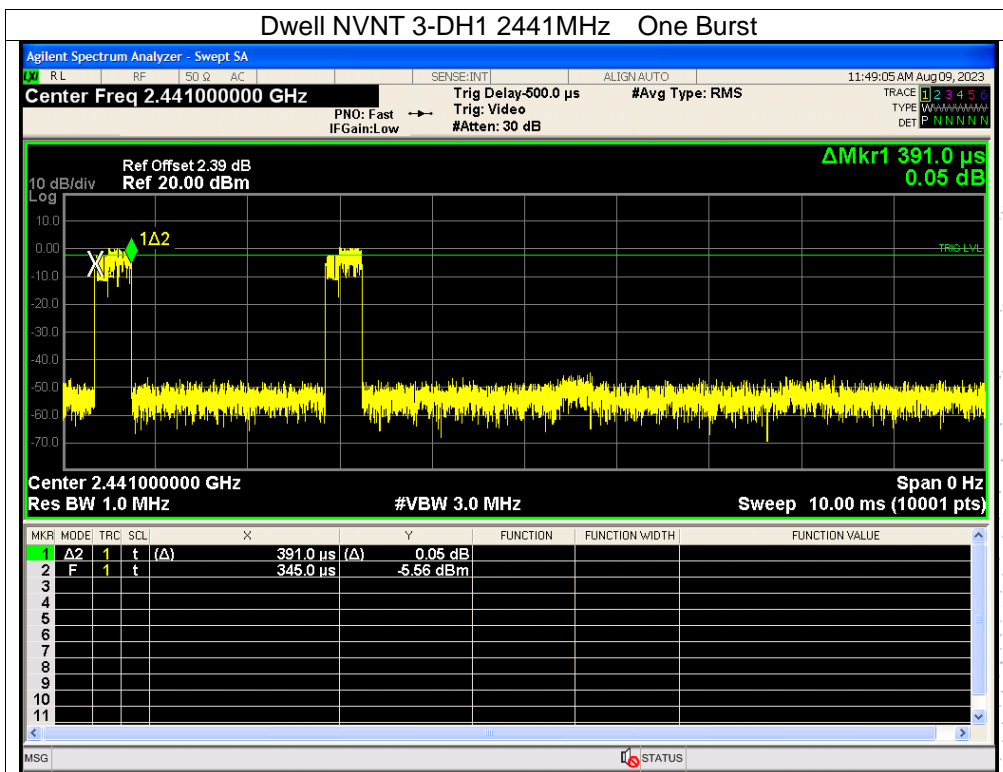 Dwell NVNT 3-DH1 2441MHz One Burst
Agilent Spectrum Analyzer - Swept SA
LXI RL RF 50 Ω AC SENSE:INT ALIGN AUTO 11:49:05 AM Aug 09, 2023
Center Freq 2.441000000 GHz
PNO: Fast
IFGain:Low
Trig Delay-500.0 µs
Trig: Video
#Atten: 30 dB
#Avg Type: RMS
TRACE 1 2 3 4 5 6
TYPE WWWWWWW
DET P N N N N N
ΔMkr1 391.0 µs
0.05 dB
Ref Offset 2.39 dB
10 dB/div Ref 20.00 dBm
Log
10.0
0.00
-10.0
-20.0
-30.0
-40.0
-50.0
-60.0
-70.0
X
1Δ2
TRIG LVL
Center 2.441000000 GHz Span 0 Hz
Res BW 1.0 MHz #VBW 3.0 MHz Sweep 10.00 ms (10001 pts)
MKR MODE TRC SCL X Y FUNCTION FUNCTION WIDTH FUNCTION VALUE
1 Δ2 1 t (Δ) 391.0 µs (Δ) 0.05 dB
2 F 1 t 345.0 µs -5.56 dBm
3
4
5
6
7
8
9
10
11
MSG STATUS